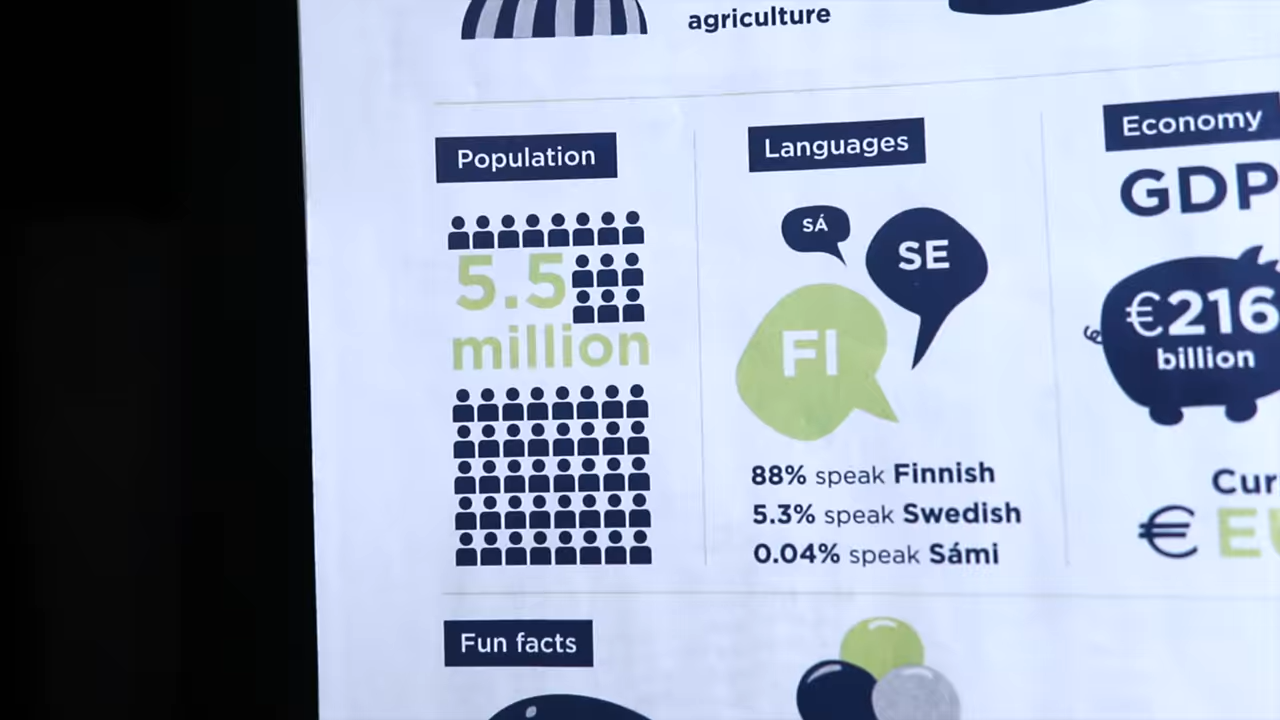 agriculture
Population
5.5
million
Languages
SÁ
SE
FI
88% speak Finnish
5.3% speak Swedish
0.04% speak Sámi
Economy
GDP
€216
billion
€
Fun facts